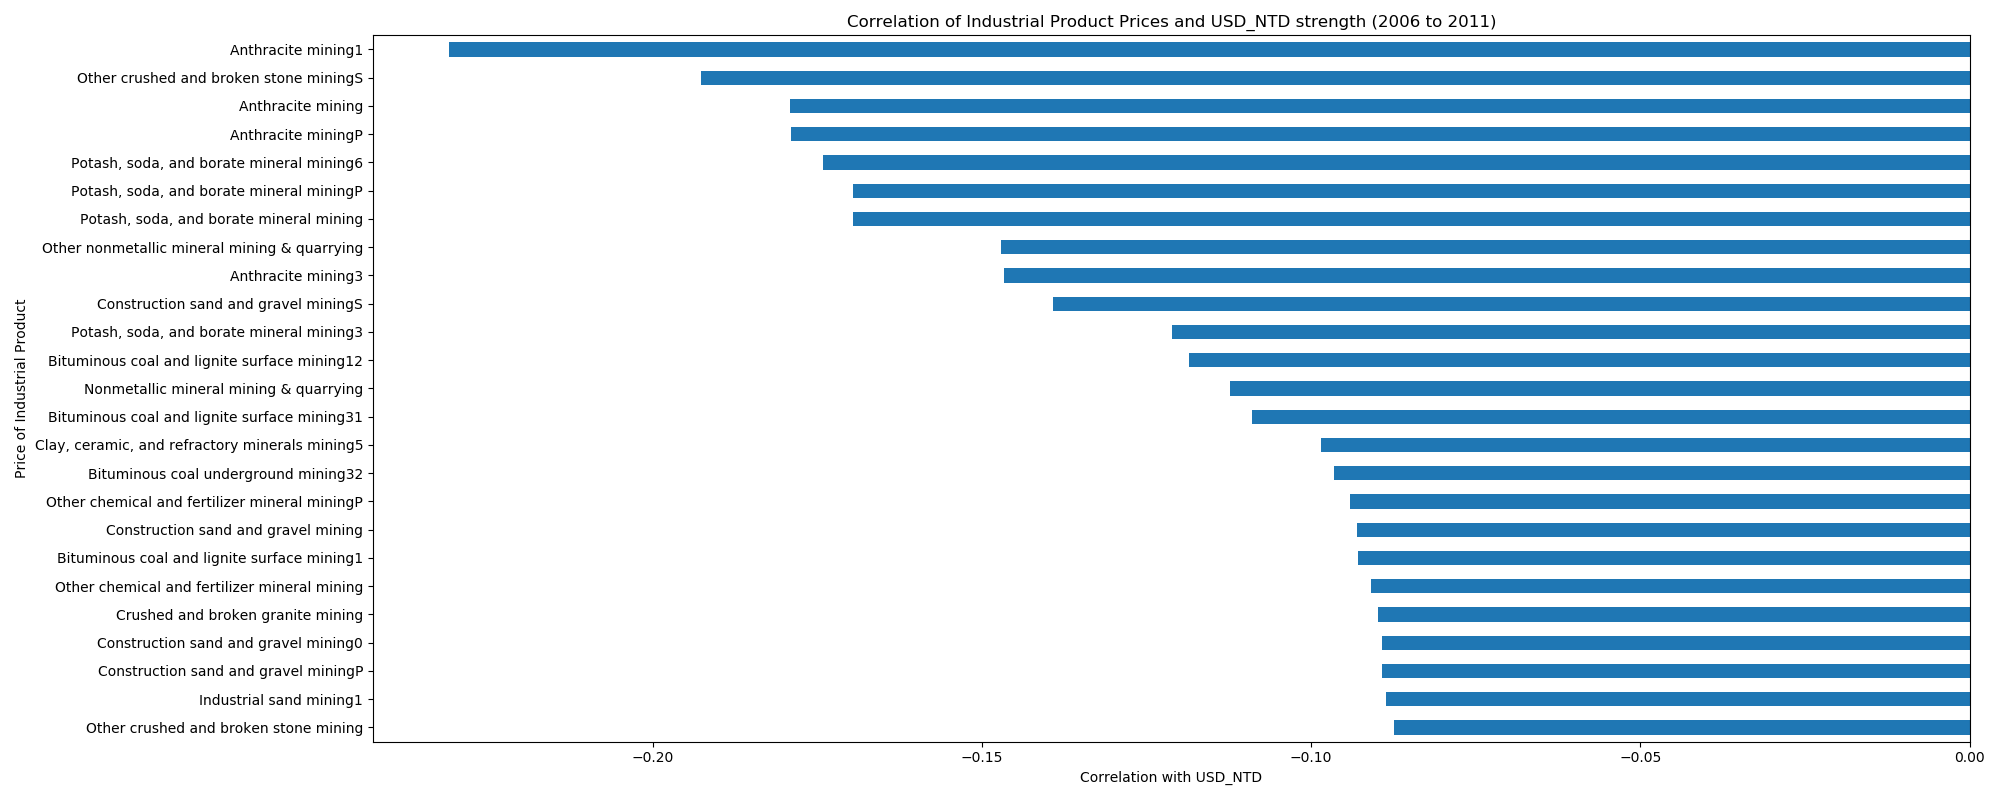 Correlation of Industrial Product Prices and USD_NTD strength (2006 to 2011)
Price of Industrial Product
Anthracite mining1
Other crushed and broken stone miningS
Anthracite mining
Anthracite miningP
Potash, soda, and borate mineral mining6
Potash, soda, and borate mineral miningP
Potash, soda, and borate mineral mining
Other nonmetallic mineral mining & quarrying
Anthracite mining3
Construction sand and gravel miningS
Potash, soda, and borate mineral mining3
Bituminous coal and lignite surface mining12
Nonmetallic mineral mining & quarrying
Bituminous coal and lignite surface mining31
Clay, ceramic, and refractory minerals mining5
Bituminous coal underground mining32
Other chemical and fertilizer mineral miningP
Construction sand and gravel mining
Bituminous coal and lignite surface mining1
Other chemical and fertilizer mineral mining
Crushed and broken granite mining
Construction sand and gravel mining0
Construction sand and gravel miningP
Industrial sand mining1
Other crushed and broken stone mining
−0.20 −0.15 −0.10 −0.05 0.00
Correlation with USD_NTD